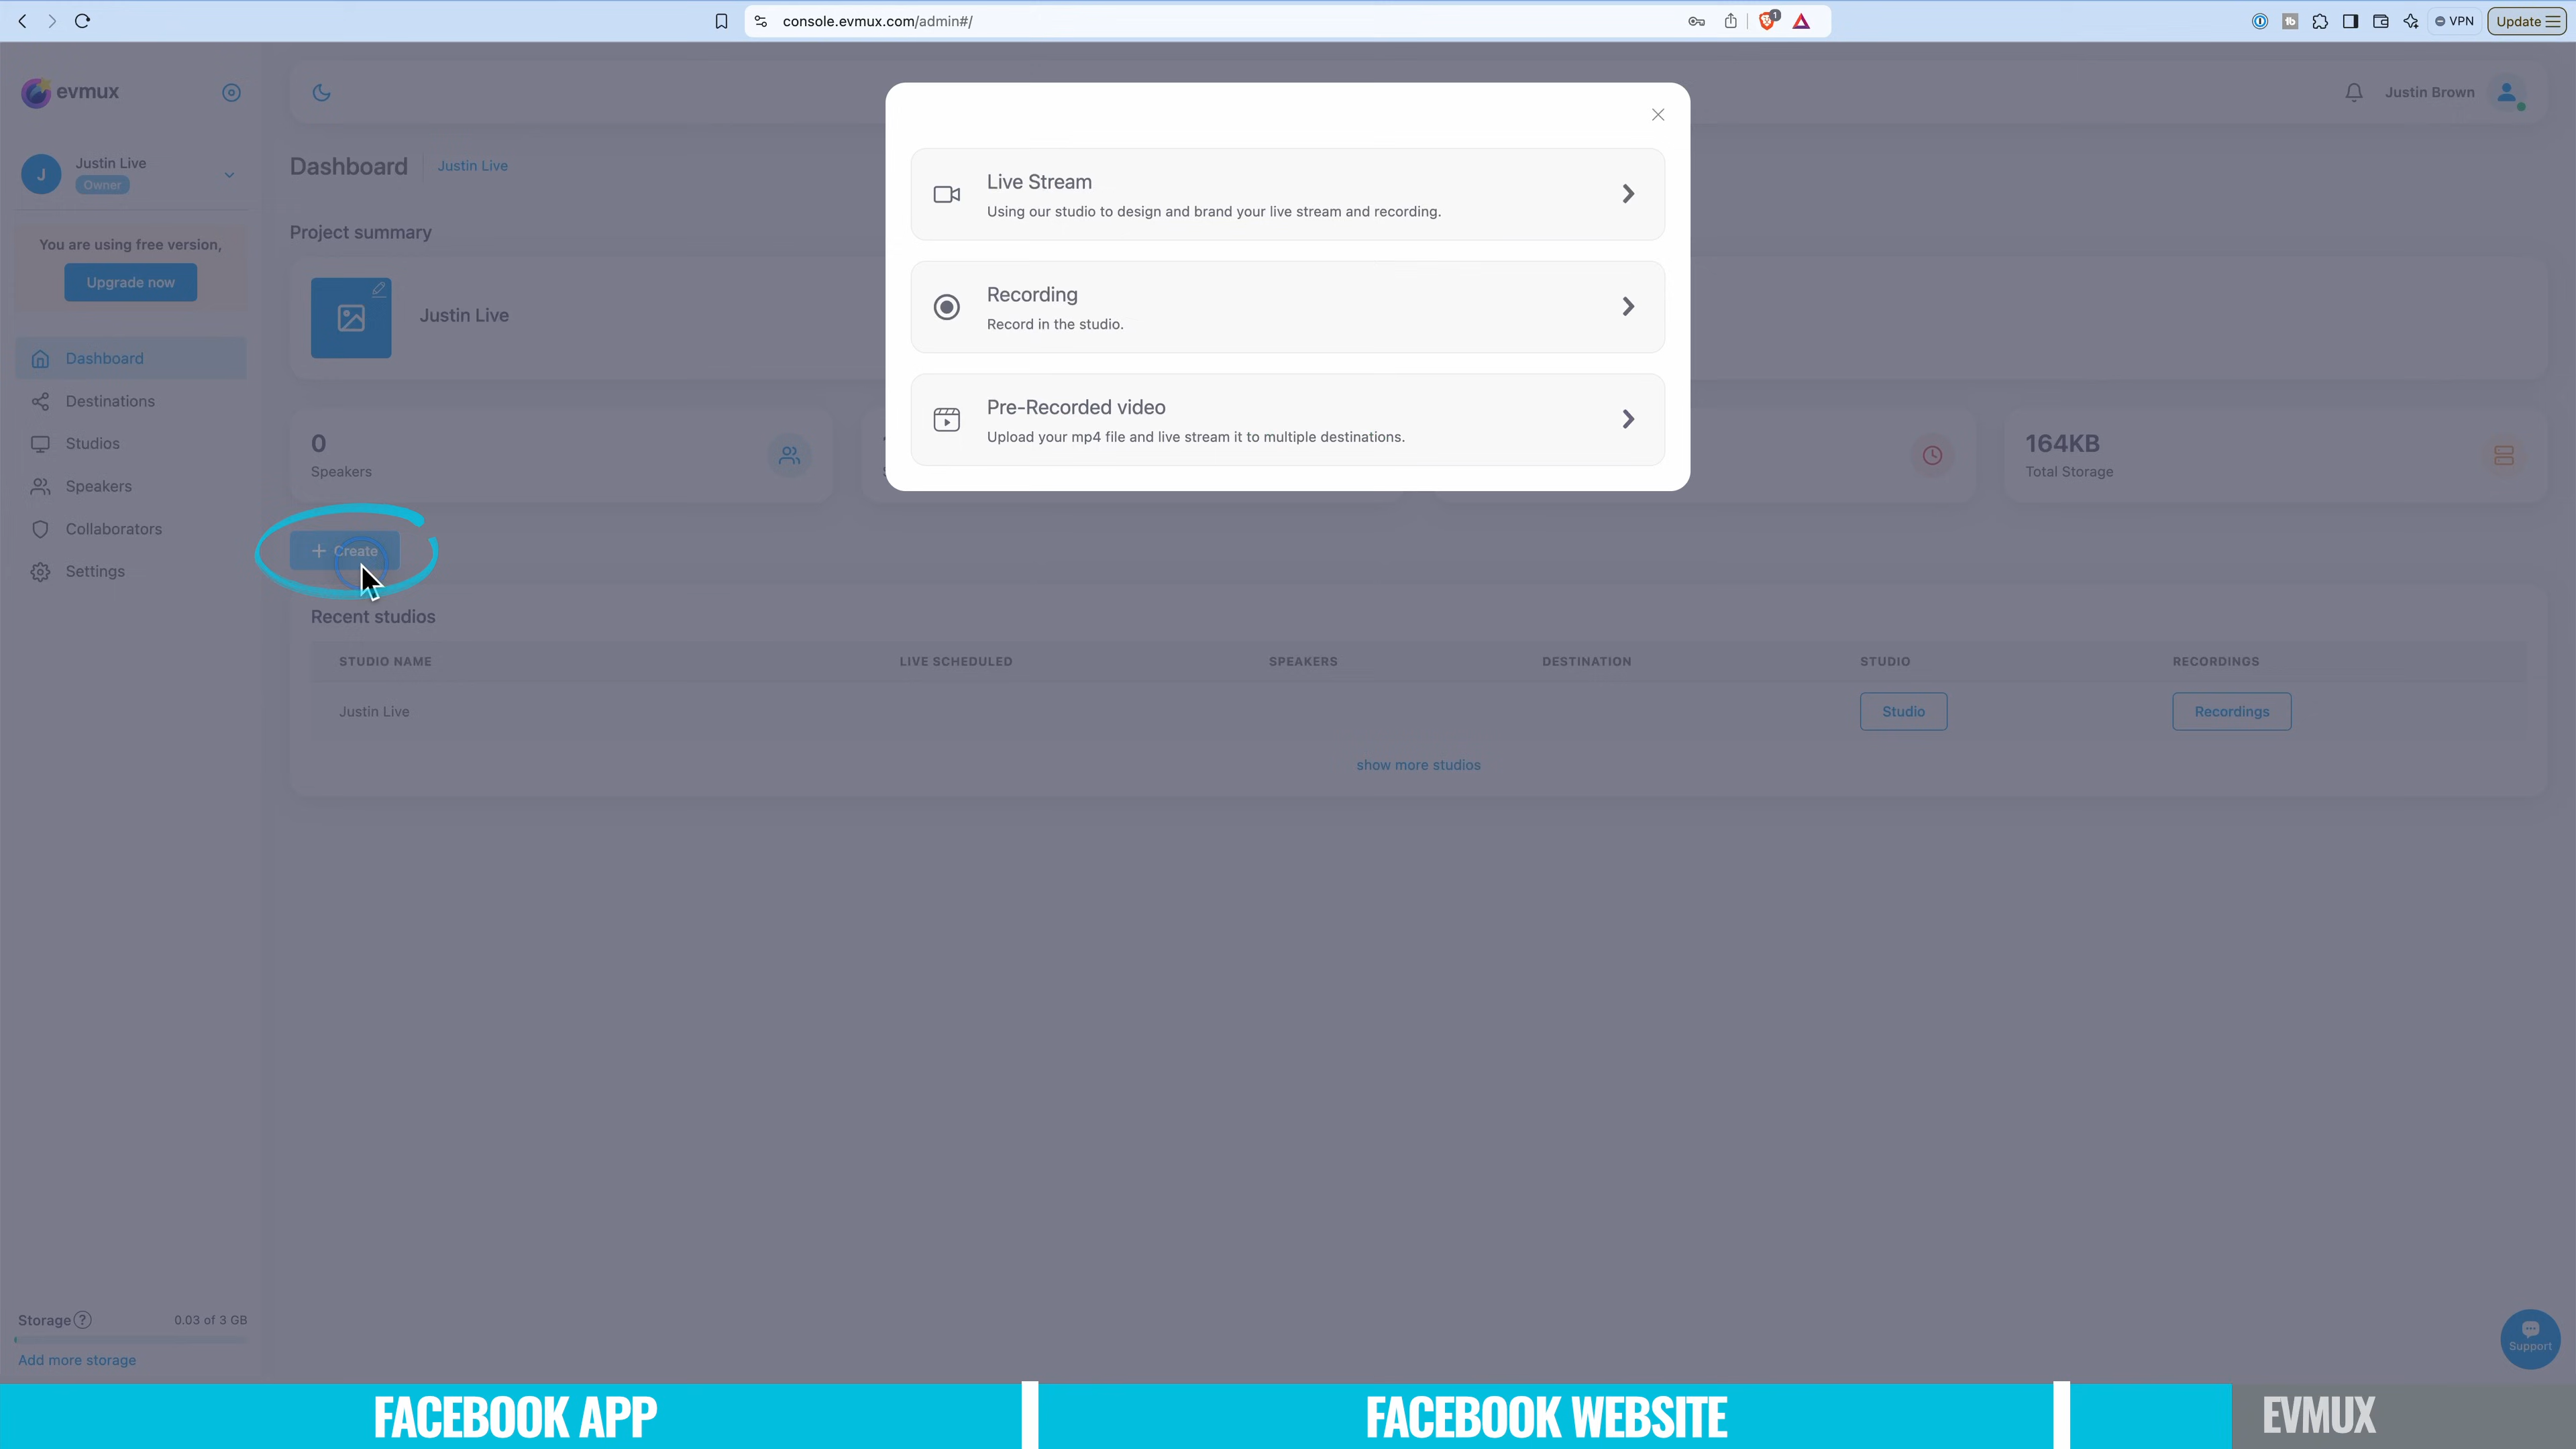 console.evmux.com/admin#/
1
VPN
Update
evmux
Justin Brown
J
Justin Live
Owner
Dashboard
Justin Live
You are using free version,
Upgrade now
Project summary
Justin Live
Live Stream
Using our studio to design and brand your live stream and recording.
Recording
Record in the studio.
Pre-Recorded video
Upload your mp4 file and live stream it to multiple destinations.
Dashboard
Destinations
Studios
Speakers
Collaborators
Settings
0
Speakers
164KB
Total Storage
+ Create
Recent studios
STUDIO NAME
LIVE SCHEDULED
SPEAKERS
DESTINATION
STUDIO
RECORDINGS
Justin Live
Studio
Recordings
show more studios
Storage ?
0.03 of 3 GB
Add more storage
Support
FACEBOOK APP
FACEBOOK WEBSITE
EVMUX